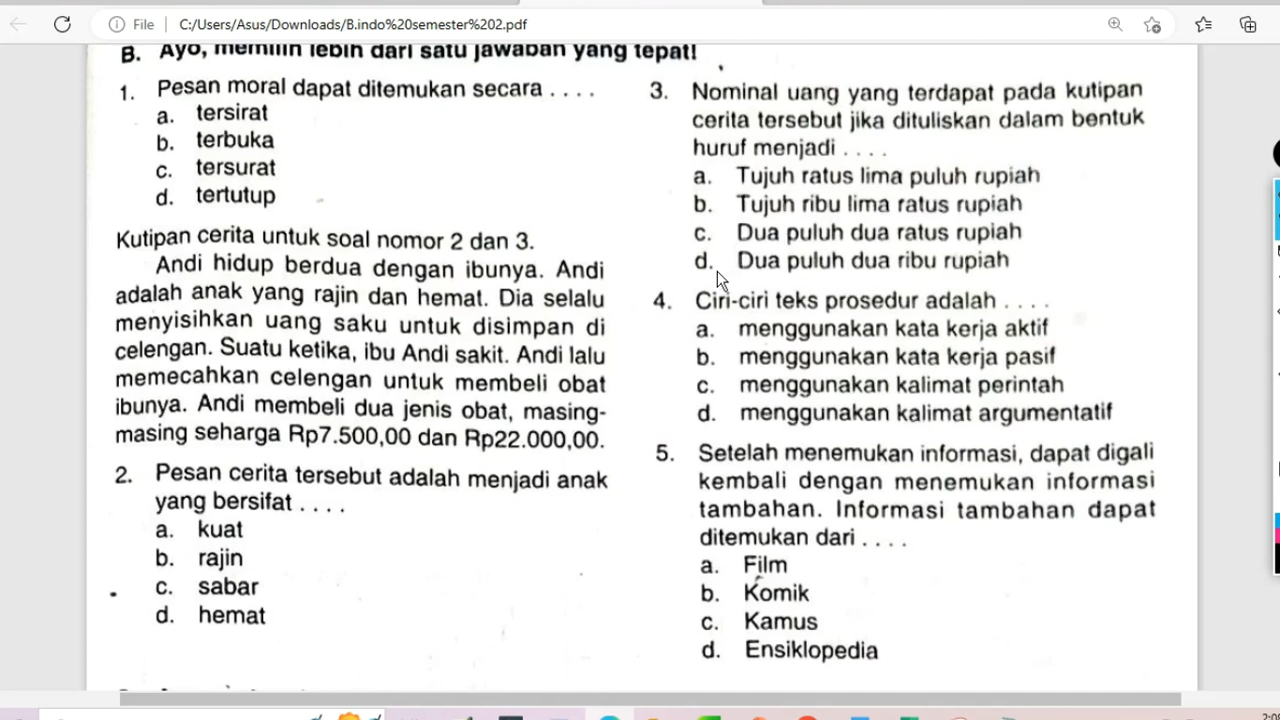 File
C:/Users/Asus/Downloads/B.indo%20semester%202.pdf
B. Ayo, memilih lebih dari satu jawaban yang tepat!
1. Pesan moral dapat ditemukan secara . . . .
a. tersirat
b. terbuka
c. tersurat
d. tertutup
Kutipan cerita untuk soal nomor 2 dan 3.
Andi hidup berdua dengan ibunya. Andi
adalah anak yang rajin dan hemat. Dia selalu
menyisihkan uang saku untuk disimpan di
celengan. Suatu ketika, ibu Andi sakit. Andi lalu
memecahkan celengan untuk membeli obat
ibunya. Andi membeli dua jenis obat, masing-
masing seharga Rp7.500,00 dan Rp22.000,00.
2. Pesan cerita tersebut adalah menjadi anak
yang bersifat . . . .
a. kuat
b. rajin
c. sabar
d. hemat
3. Nominal uang yang terdapat pada kutipan
cerita tersebut jika dituliskan dalam bentuk
huruf menjadi . . . .
a. Tujuh ratus lima puluh rupiah
b. Tujuh ribu lima ratus rupiah
c. Dua puluh dua ratus rupiah
d. Dua puluh dua ribu rupiah
4. Ciri-ciri teks prosedur adalah . . . .
a. menggunakan kata kerja aktif
b. menggunakan kata kerja pasif
c. menggunakan kalimat perintah
d. menggunakan kalimat argumentatif
5. Setelah menemukan informasi, dapat digali
kembali dengan menemukan informasi
tambahan. Informasi tambahan dapat
ditemukan dari . . . .
a. Film
b. Komik
c. Kamus
d. Ensiklopedia